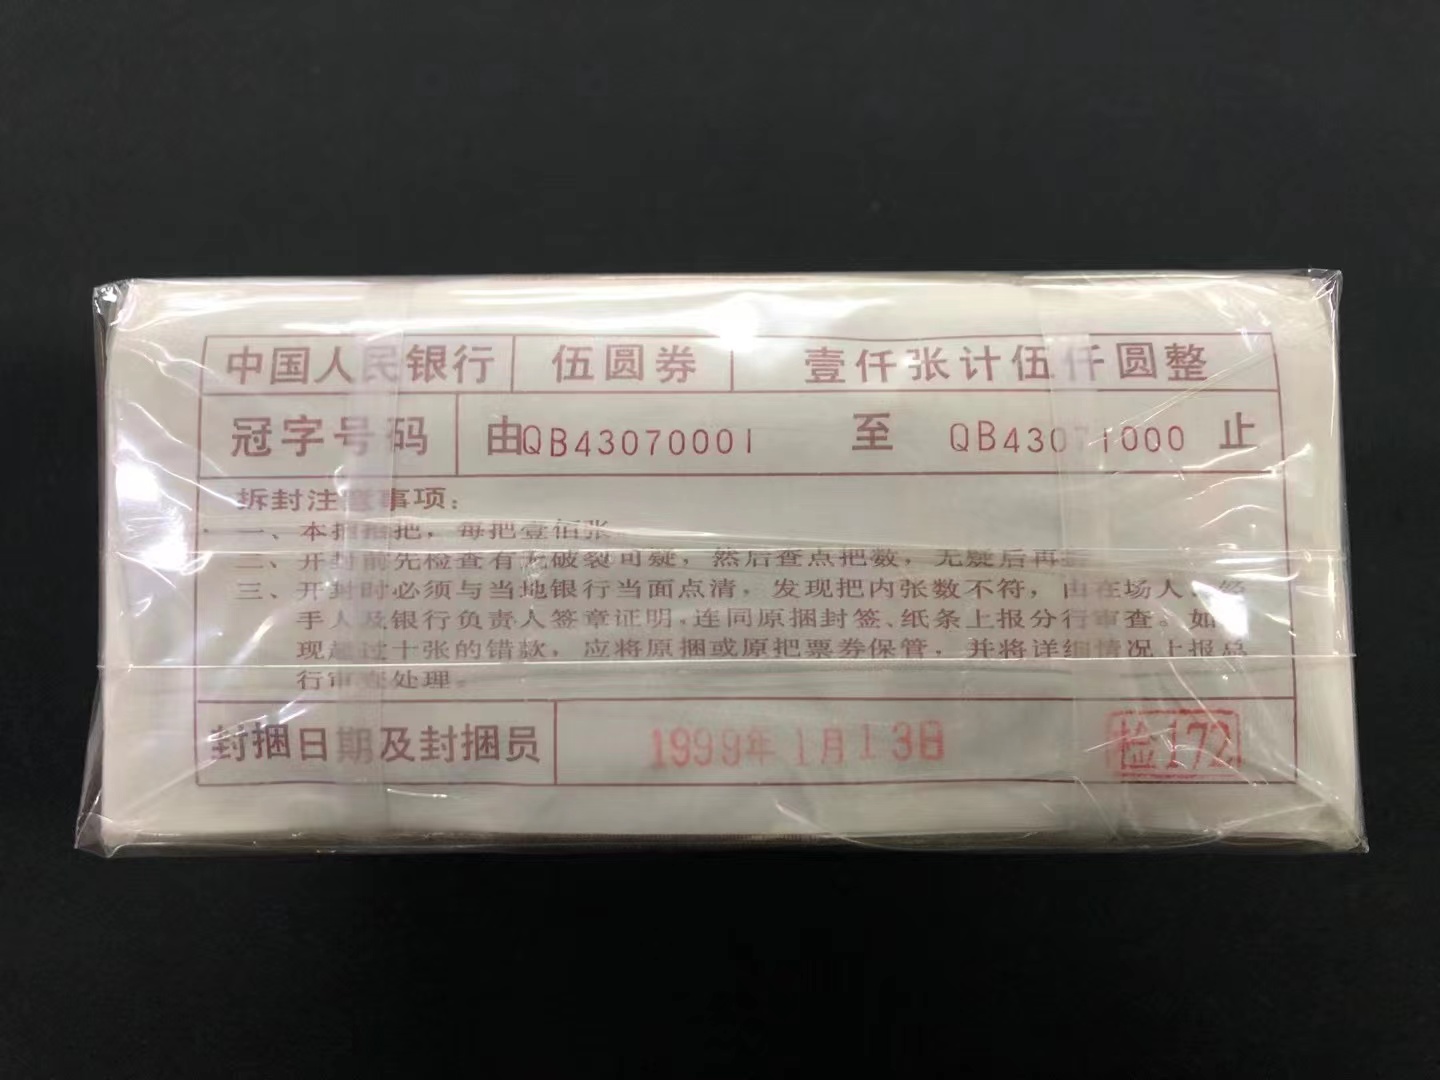 中国人民银行 伍圆券 壹仟张计伍仟圆整
冠字号码 由QB43070001 至 QB43071000 止
拆封注意事项:
一、本捆拾把,每把壹佰张
二、开封前先检查有无破裂可疑,然后查点把数,无疑后再
三、开封时必须与当地银行当面点清,发现把内张数不符,由在场人、经
手人及银行负责人签章证明,连同原捆封签、纸条上报分行审查。如
现超过十张的错款,应将原捆或原把票券保管,并将详细情况上报总
行审查处理。
封捆日期及封捆员 1999年1月13日 检172